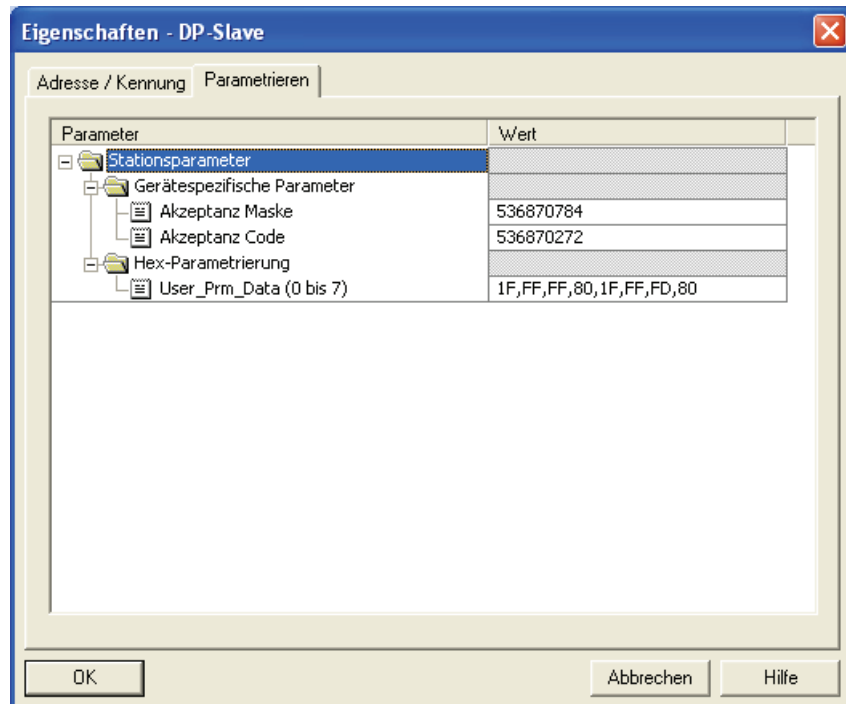 Eigenschaften - DP-Slave
Adresse / Kennung Parametrieren
Parameter Wert
Stationsparameter
Gerätespezifische Parameter
Akzeptanz Maske 536870784
Akzeptanz Code 536870272
Hex-Parametrierung
User_Prm_Data (0 bis 7) 1F,FF,FF,80,1F,FF,FD,80
OK Abbrechen Hilfe